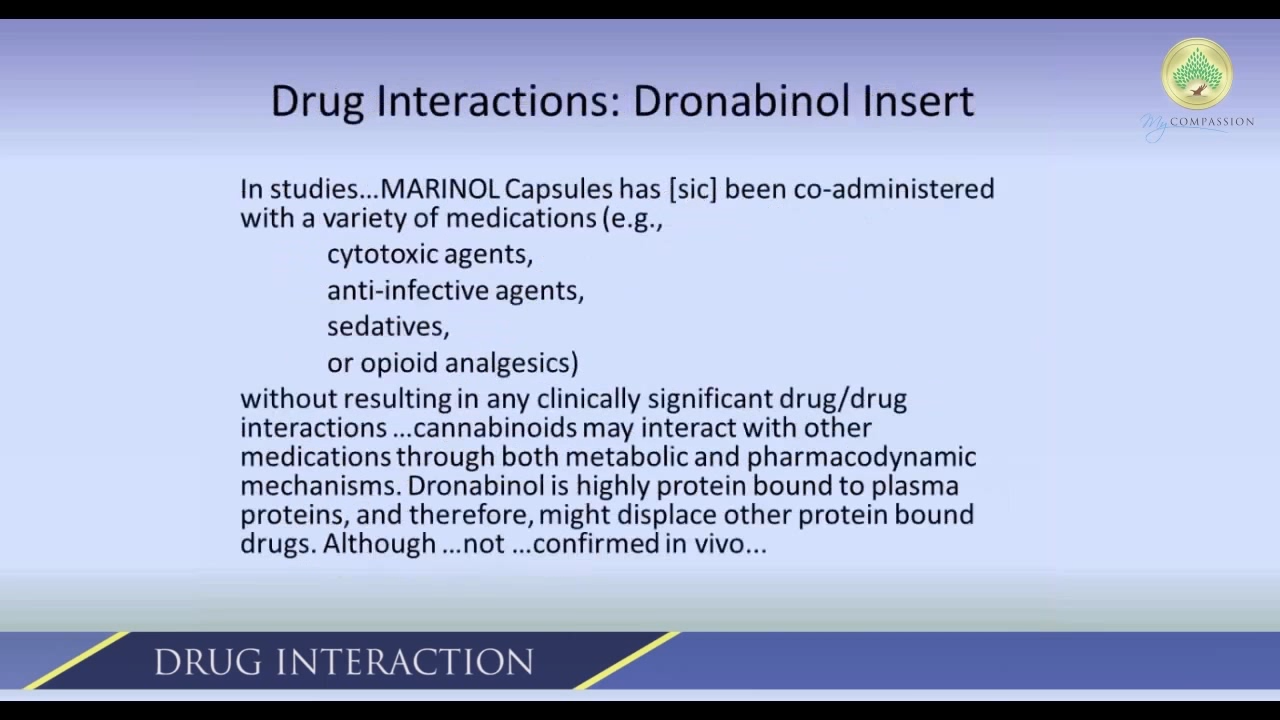 Drug Interactions: Dronabinol Insert
My COMPASSION
In studies...MARINOL Capsules has [sic] been co-administered
with a variety of medications (e.g.,
cytotoxic agents,
anti-infective agents,
sedatives,
or opioid analgesics)
without resulting in any clinically significant drug/drug
interactions ...cannabinoids may interact with other
medications through both metabolic and pharmacodynamic
mechanisms. Dronabinol is highly protein bound to plasma
proteins, and therefore, might displace other protein bound
drugs. Although ...not ...confirmed in vivo...
DRUG INTERACTION